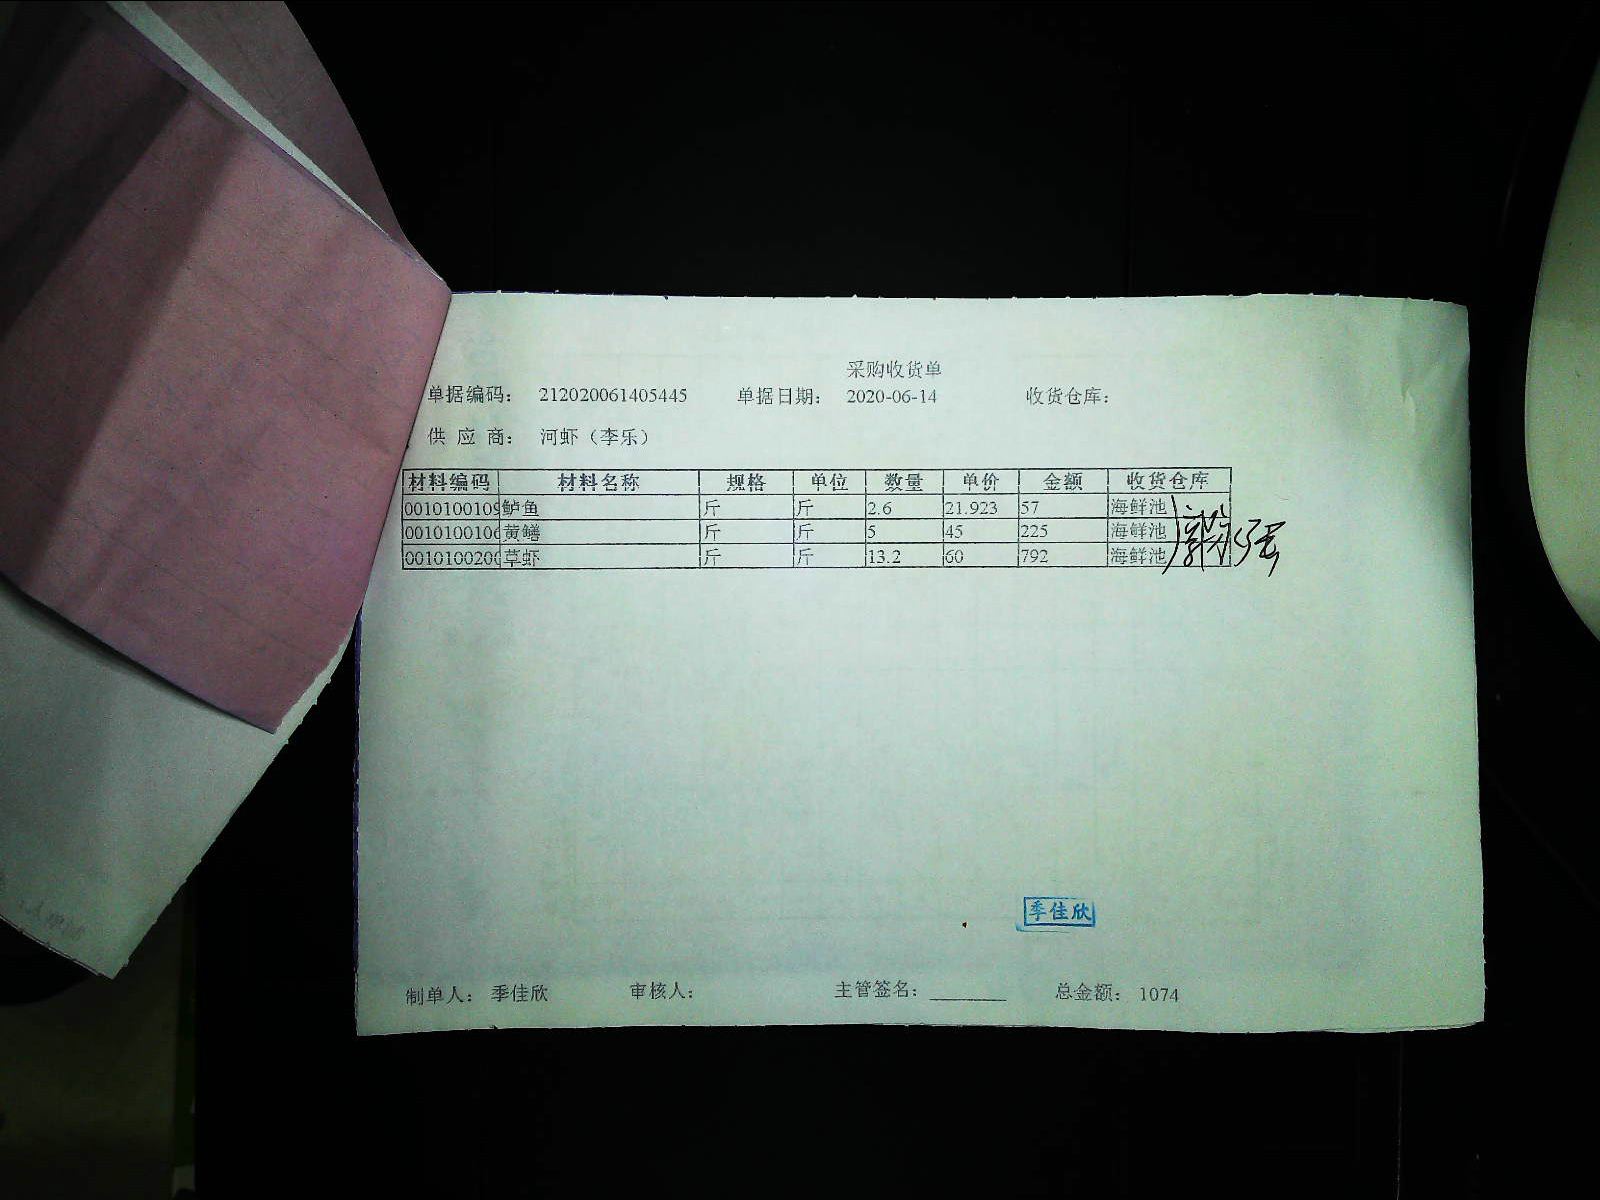 采购收货单
单据编码: 212020061405445 单据日期: 2020-06-14 收货仓库:
供 应 商: 河虾（李乐）
材料编码 材料名称 规格 单位 数量 单价 金额 收货仓库
0010100109 鲈鱼 斤 斤 2.6 21.923 57 海鲜池
0010100106 黄鳝 斤 斤 5 45 225 海鲜池
0010100200 草虾 斤 斤 13.2 60 792 海鲜池
季佳欣
制单人: 季佳欣 审核人: 主管签名: ________ 总金额: 1074